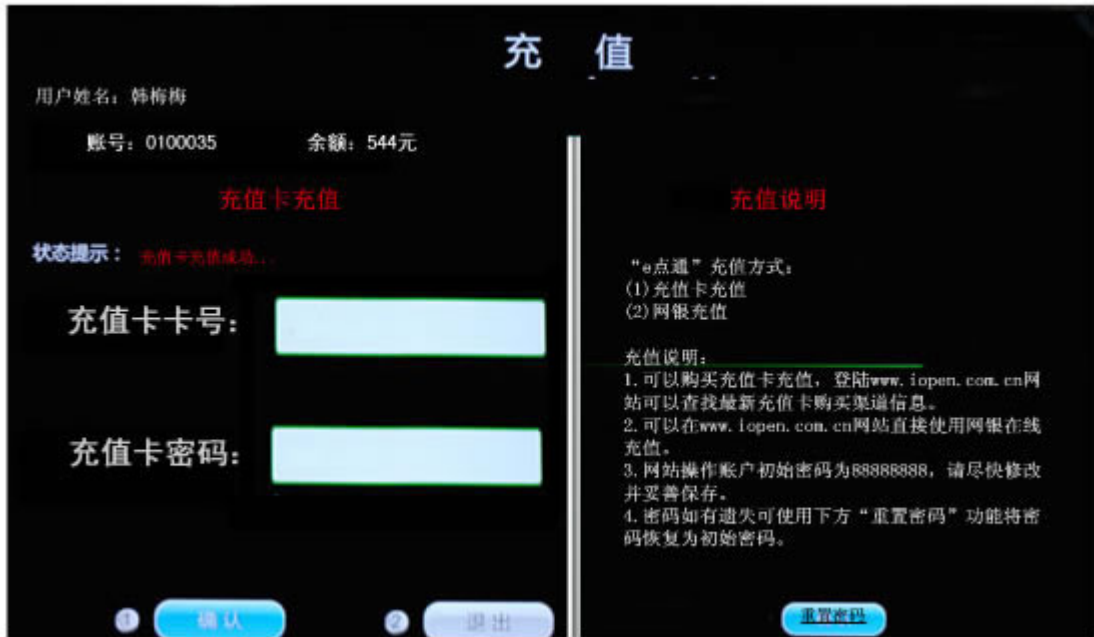 充 值
用户姓名：韩梅梅
账号：0100035 余额：544元
充值卡充值
状态提示：充值卡充值成功...
充值卡卡号：
充值卡密码：
① 确认
② 退出
充值说明
“e点通”充值方式：
(1)充值卡充值
(2)网银充值
充值说明：
1.可以购买充值卡充值，登陆www.iopen.com.cn网
站可以查找最新充值卡购买渠道信息。
2.可以在www.iopen.com.cn网站直接使用网银在线
充值。
3.网站操作账户初始密码为88888888，请尽快修改
并妥善保存。
4.密码如有遗失可使用下方“重置密码”功能将密
码恢复为初始密码。
重置密码